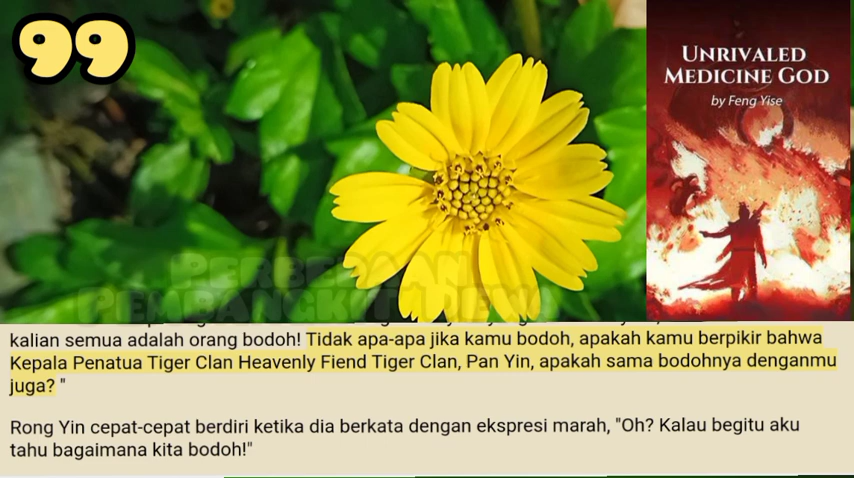 99
UNRIVALED
MEDICINE GOD
by Feng Yise
PERBEDAAN
kalian semua adalah orang bodoh! Tidak apa-apa jika kamu bodoh, apakah kamu berpikir bahwa
Kepala Penatua Tiger Clan Heavenly Fiend Tiger Clan, Pan Yin, apakah sama bodohnya denganmu
juga? "
Rong Yin cepat-cepat berdiri ketika dia berkata dengan ekspresi marah, "Oh? Kalau begitu aku
tahu bagaimana kita bodoh!"